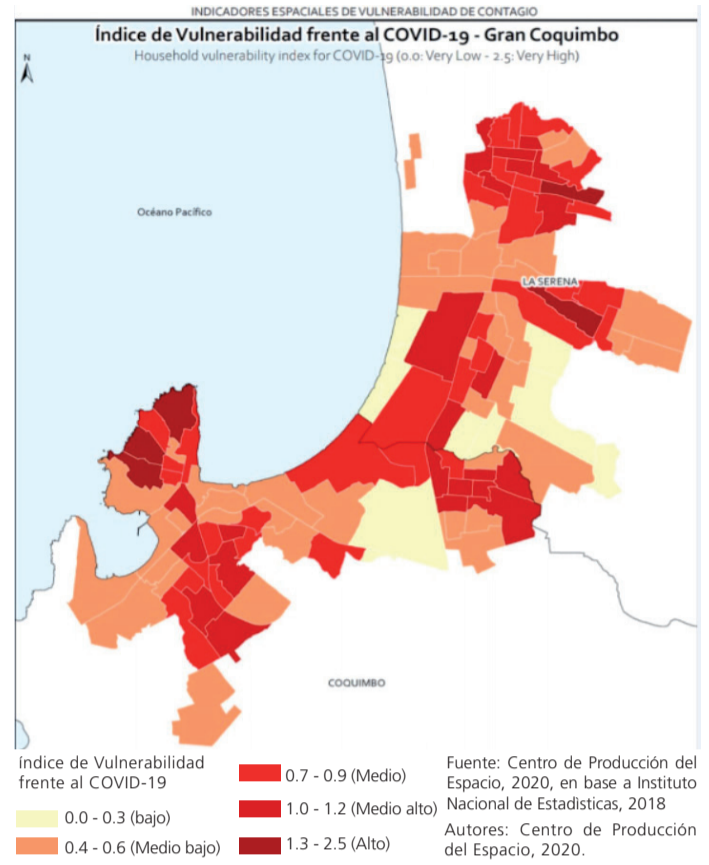 INDICADORES ESPACIALES DE VULNERABILIDAD DE CONTAGIO
Índice de Vulnerabilidad frente al COVID-19 - Gran Coquimbo
Household vulnerability index for COVID-19 (0.0: Very Low - 2.5: Very High)
N
Océano Pacífico
LA SERENA
COQUIMBO
índice de Vulnerabilidad
frente al COVID-19
0.0 - 0.3 (bajo)
0.4 - 0.6 (Medio bajo)
0.7 - 0.9 (Medio)
1.0 - 1.2 (Medio alto)
1.3 - 2.5 (Alto)
Fuente: Centro de Producción del
Espacio, 2020, en base a Instituto
Nacional de Estadìsticas, 2018
Autores: Centro de Producción
del Espacio, 2020.